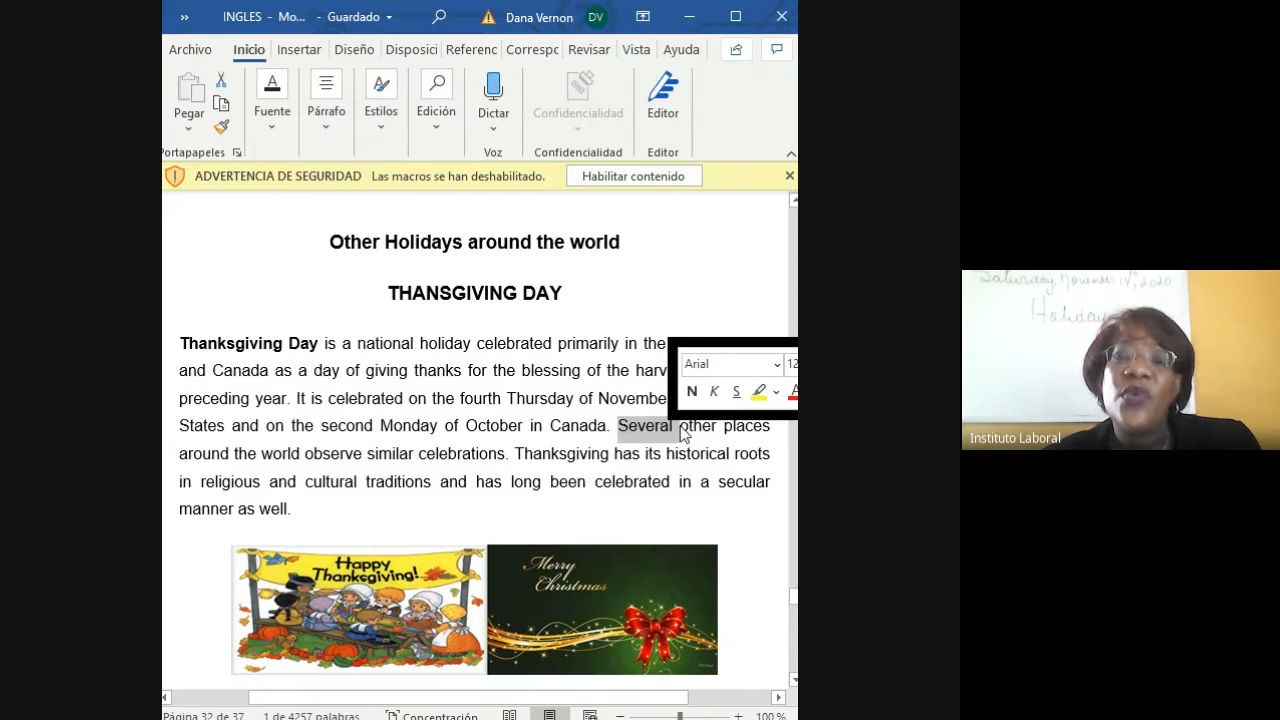 »
INGLES - Mo... - Guardado
Dana Vernon
DV
Archivo Inicio Insertar Diseño Disposici Referenc Correspc Revisar Vista Ayuda
Pegar
Fuente
Párrafo
Estilos
Edición
Dictar
Confidencialidad
Editor
Portapapeles
Voz
Confidencialidad
Editor
ADVERTENCIA DE SEGURIDAD Las macros se han deshabilitado. Habilitar contenido
Other Holidays around the world
THANSGIVING DAY
Thanksgiving Day is a national holiday celebrated primarily in the
and Canada as a day of giving thanks for the blessing of the harv
preceding year. It is celebrated on the fourth Thursday of Novembe
States and on the second Monday of October in Canada. Several other places
around the world observe similar celebrations. Thanksgiving has its historical roots
in religious and cultural traditions and has long been celebrated in a secular
manner as well.
Arial 12
N K S A
Happy
Thanksgiving!
Merry
Christmas
Página 32 de 37 1 de 4257 palabras Concentración 100 %
Saturday, November 14th, 2020
Holiday
Instituto Laboral